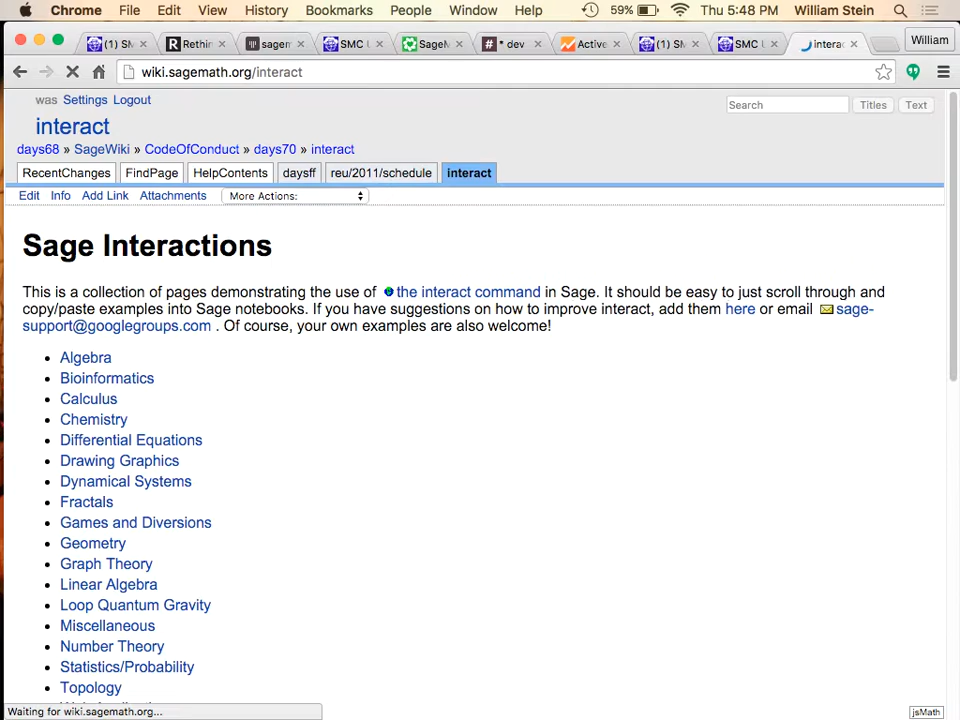 Chrome File Edit View History Bookmarks People Window Help 59% Thu 5:48 PM William Stein
(1) SM Rethin sagem SMC U SageM * dev Active (1) SM SMC U interac William
wiki.sagemath.org/interact
was Settings Logout Search Titles Text
interact
days68 » SageWiki » CodeOfConduct » days70 » interact
RecentChanges FindPage HelpContents daysff reu/2011/schedule interact
Edit Info Add Link Attachments More Actions:
Sage Interactions
This is a collection of pages demonstrating the use of the interact command in Sage. It should be easy to just scroll through and
copy/paste examples into Sage notebooks. If you have suggestions on how to improve interact, add them here or email sage-
support@googlegroups.com . Of course, your own examples are also welcome!
Algebra
Bioinformatics
Calculus
Chemistry
Differential Equations
Drawing Graphics
Dynamical Systems
Fractals
Games and Diversions
Geometry
Graph Theory
Linear Algebra
Loop Quantum Gravity
Miscellaneous
Number Theory
Statistics/Probability
Topology
Waiting for wiki.sagemath.org... jsMath